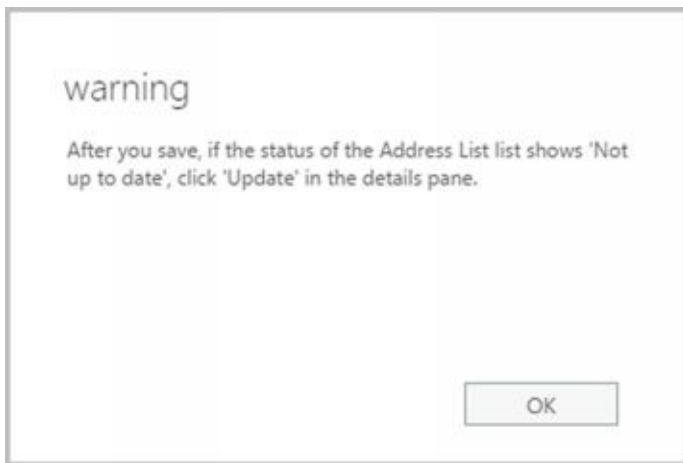 warning
After you save, if the status of the Address List list shows 'Not
up to date', click 'Update' in the details pane.
OK